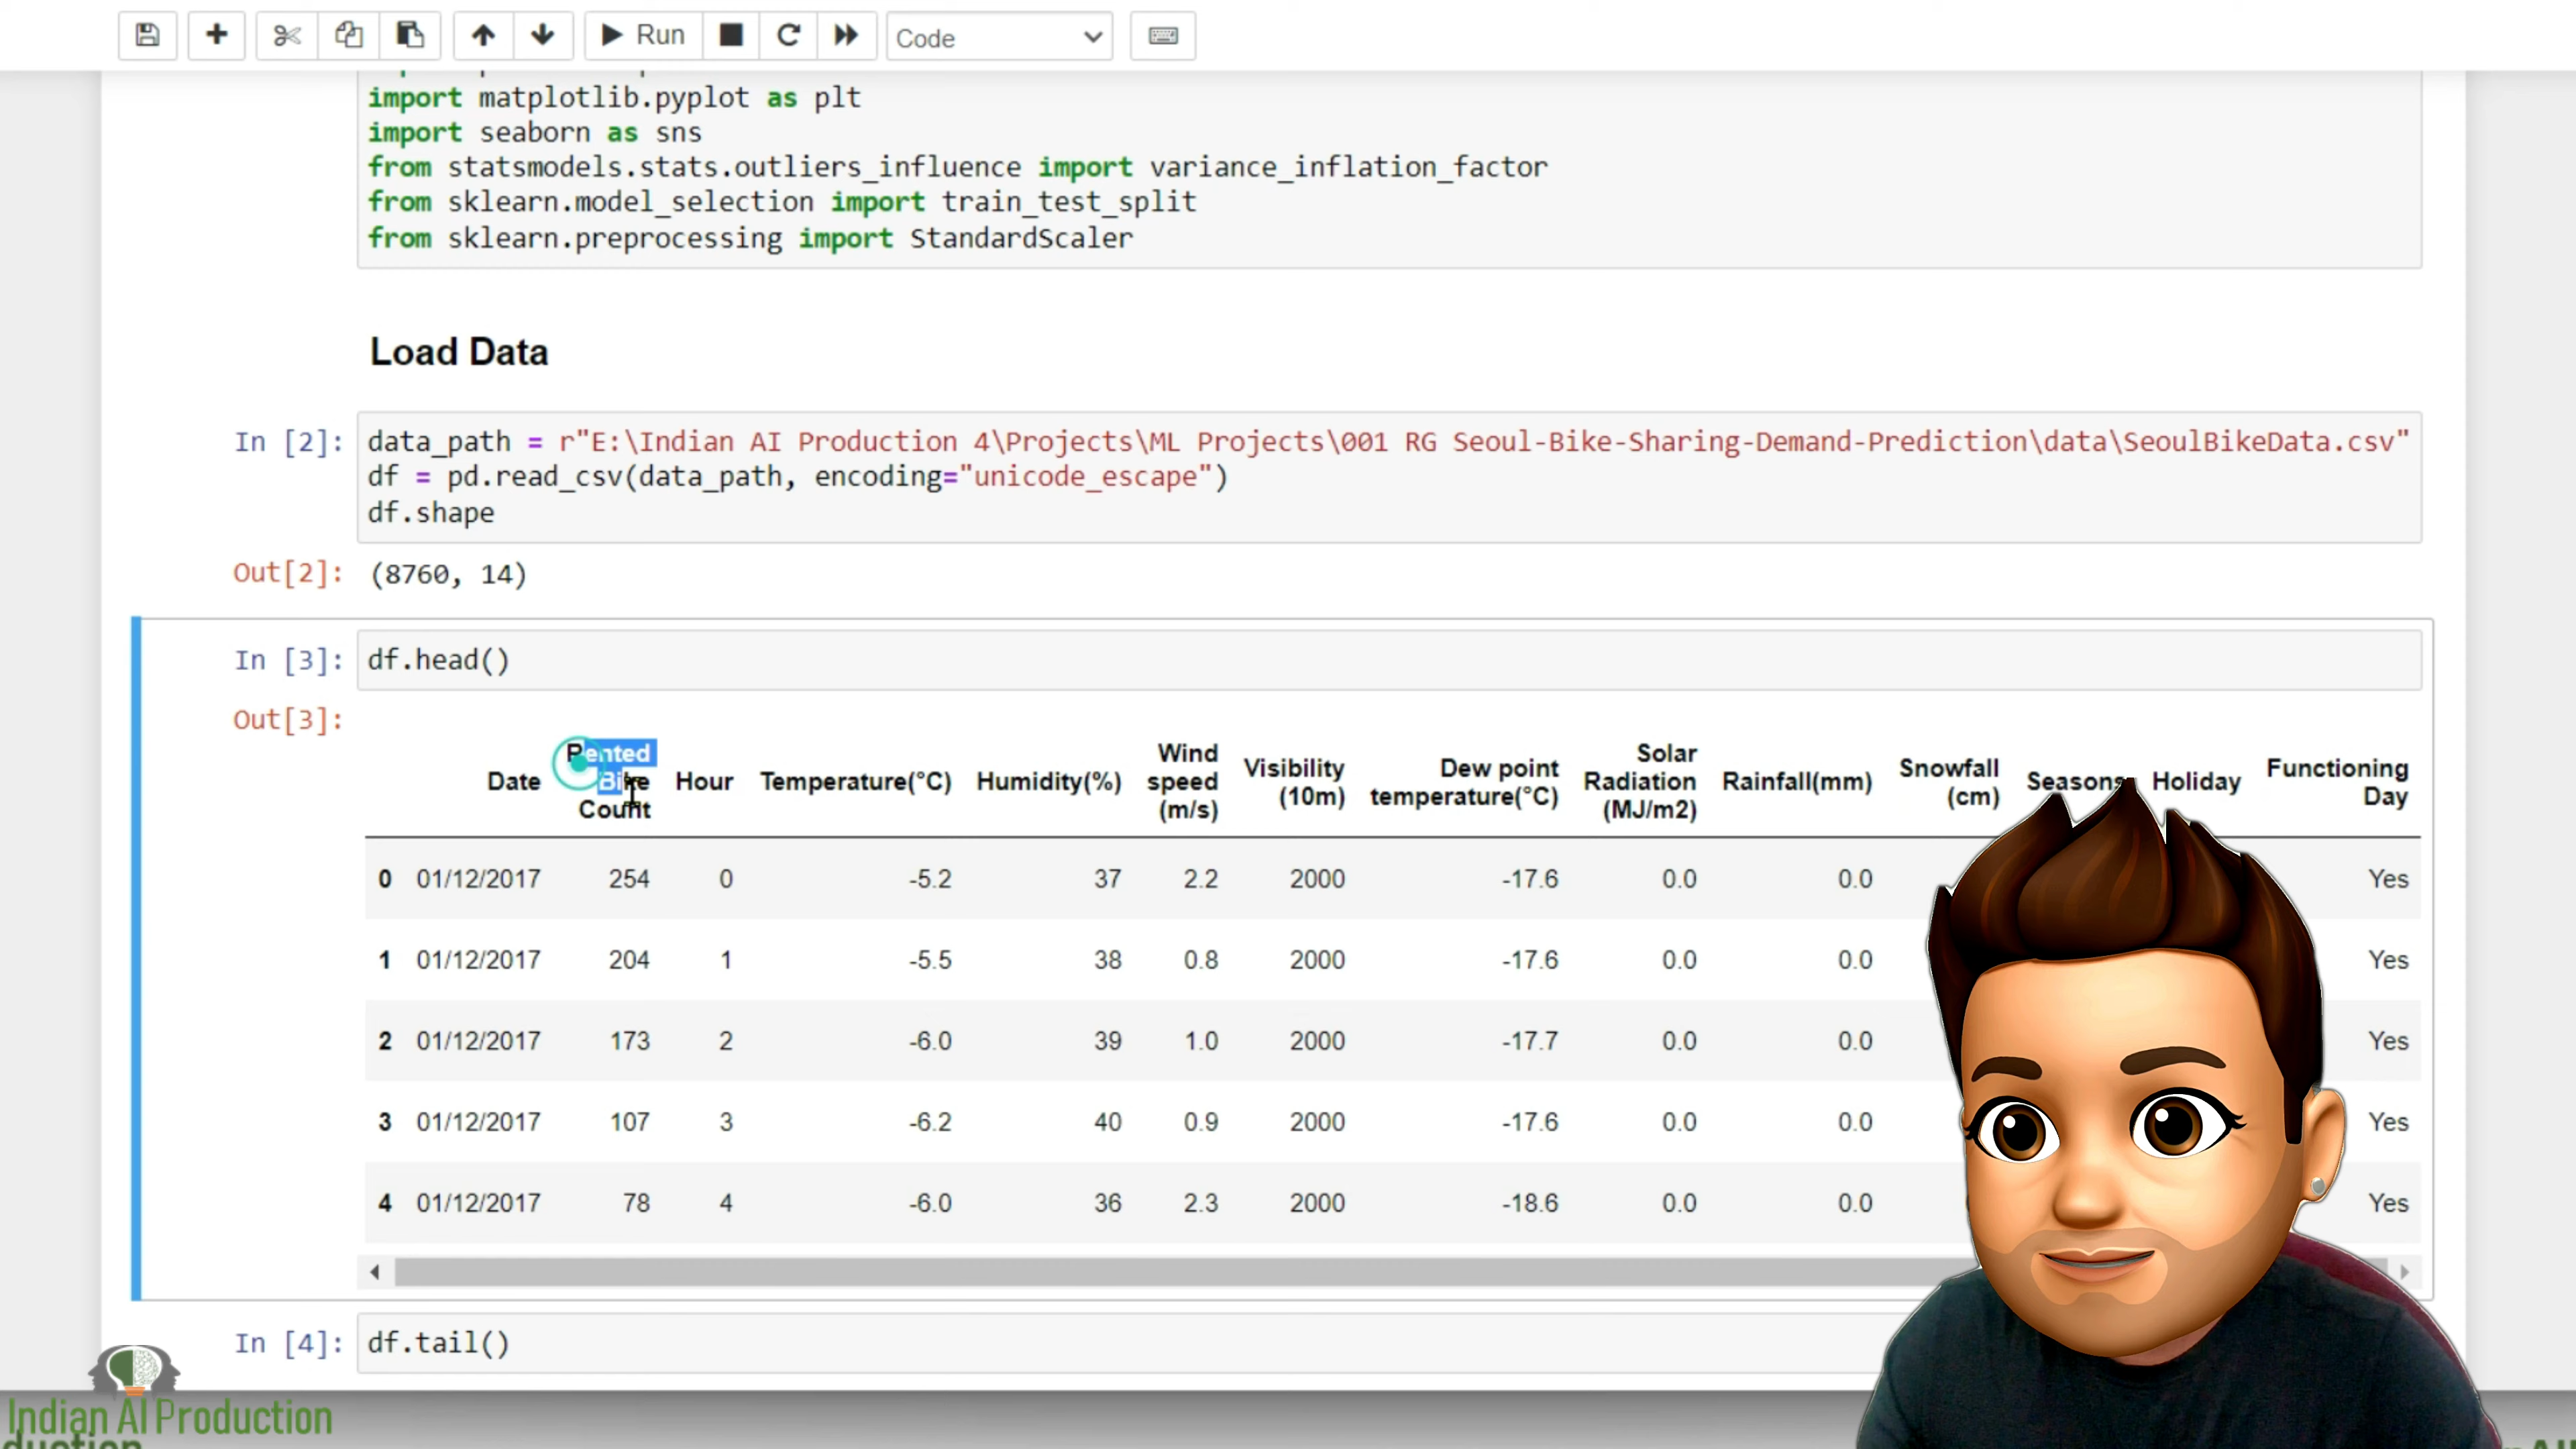 Run Code
import matplotlib.pyplot as plt
import seaborn as sns
from statsmodels.stats.outliers_influence import variance_inflation_factor
from sklearn.model_selection import train_test_split
from sklearn.preprocessing import StandardScaler
Load Data
In [2]: data_path = r"E:\Indian AI Production 4\Projects\ML Projects\001 RG Seoul-Bike-Sharing-Demand-Prediction\data\SeoulBikeData.csv"
df = pd.read_csv(data_path, encoding="unicode_escape")
df.shape
Out[2]: (8760, 14)
In [3]: df.head()
Out[3]:
Date Rented Bike Count Hour Temperature(°C) Humidity(%) Wind speed (m/s) Visibility (10m) Dew point temperature(°C) Solar Radiation (MJ/m2) Rainfall(mm) Snowfall (cm) Seasons Holiday Functioning Day
0 01/12/2017 254 0 -5.2 37 2.2 2000 -17.6 0.0 0.0 Yes
1 01/12/2017 204 1 -5.5 38 0.8 2000 -17.6 0.0 0.0 Yes
2 01/12/2017 173 2 -6.0 39 1.0 2000 -17.7 0.0 0.0 Yes
3 01/12/2017 107 3 -6.2 40 0.9 2000 -17.6 0.0 0.0 Yes
4 01/12/2017 78 4 -6.0 36 2.3 2000 -18.6 0.0 0.0 Yes
In [4]: df.tail()
Indian AI Production